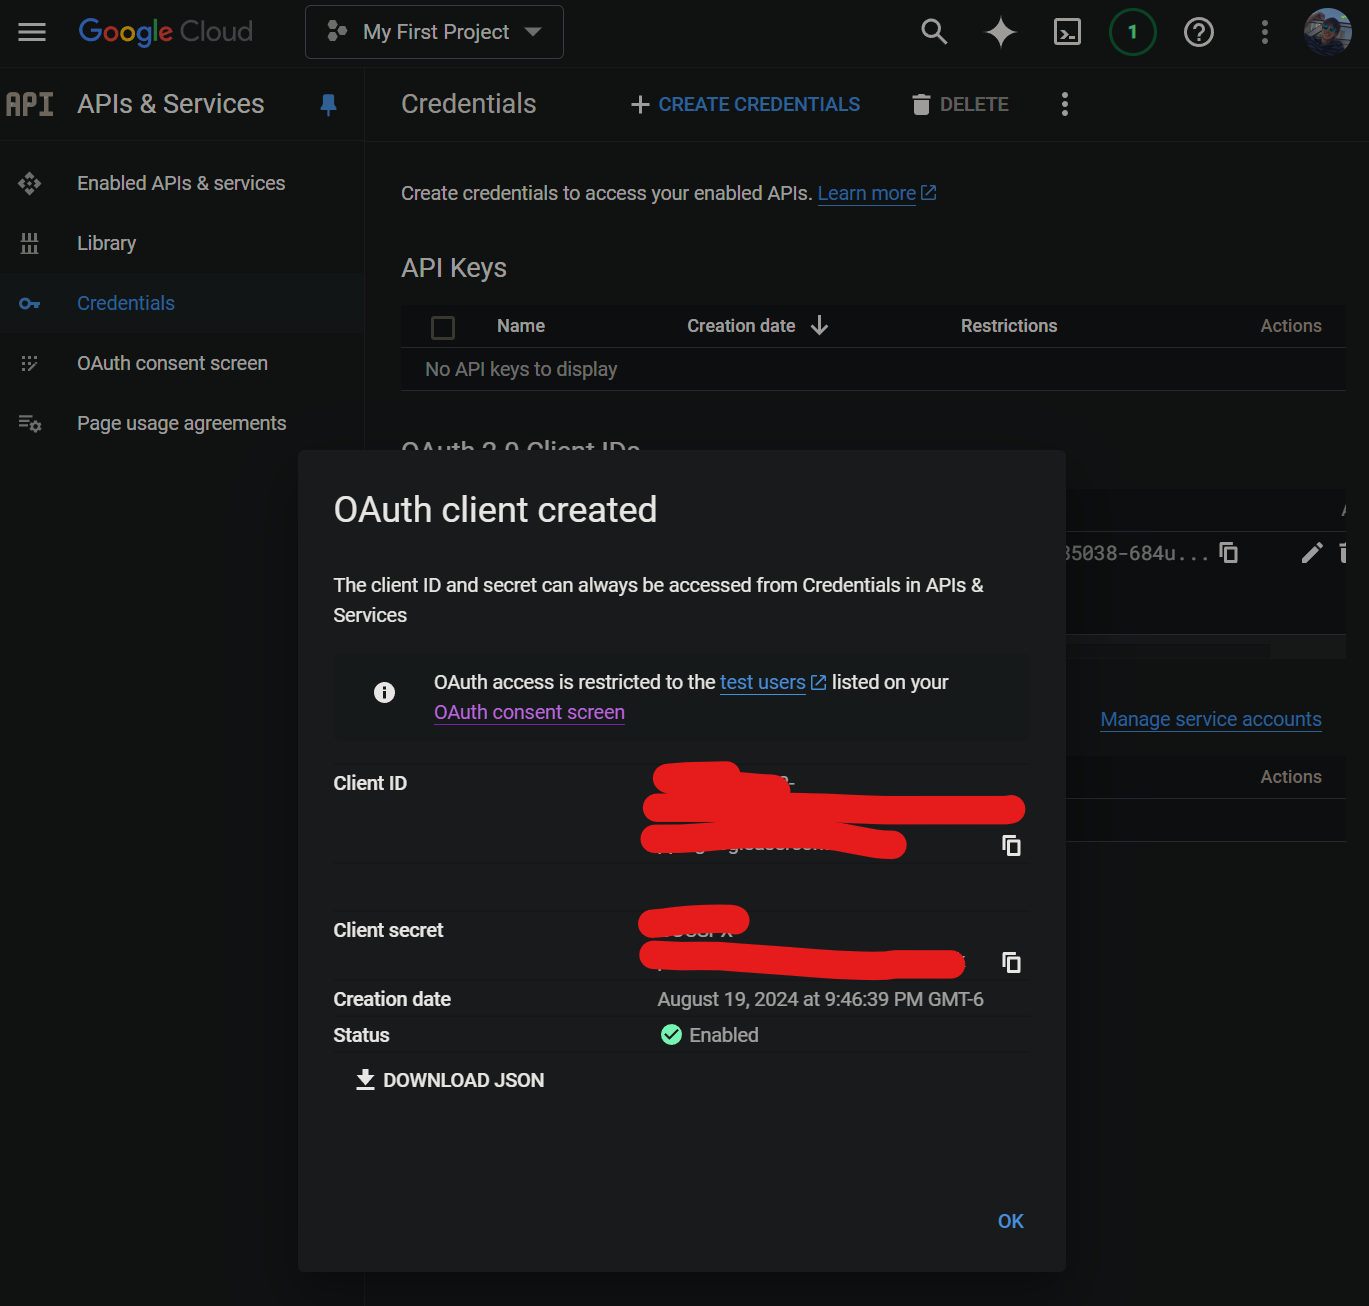 Google Cloud
My First Project
1
API
APIs & Services
Credentials
CREATE CREDENTIALS
DELETE
Enabled APIs & services
Library
Credentials
OAuth consent screen
Page usage agreements
Create credentials to access your enabled APIs. Learn more
API Keys
Name Creation date Restrictions Actions
No API keys to display
OAuth 2.0 Client IDs
35038-684u...
Manage service accounts
Actions
OAuth client created
The client ID and secret can always be accessed from Credentials in APIs &
Services
OAuth access is restricted to the test users listed on your
OAuth consent screen
Client ID
Client secret
Creation date August 19, 2024 at 9:46:39 PM GMT-6
Status Enabled
DOWNLOAD JSON
OK